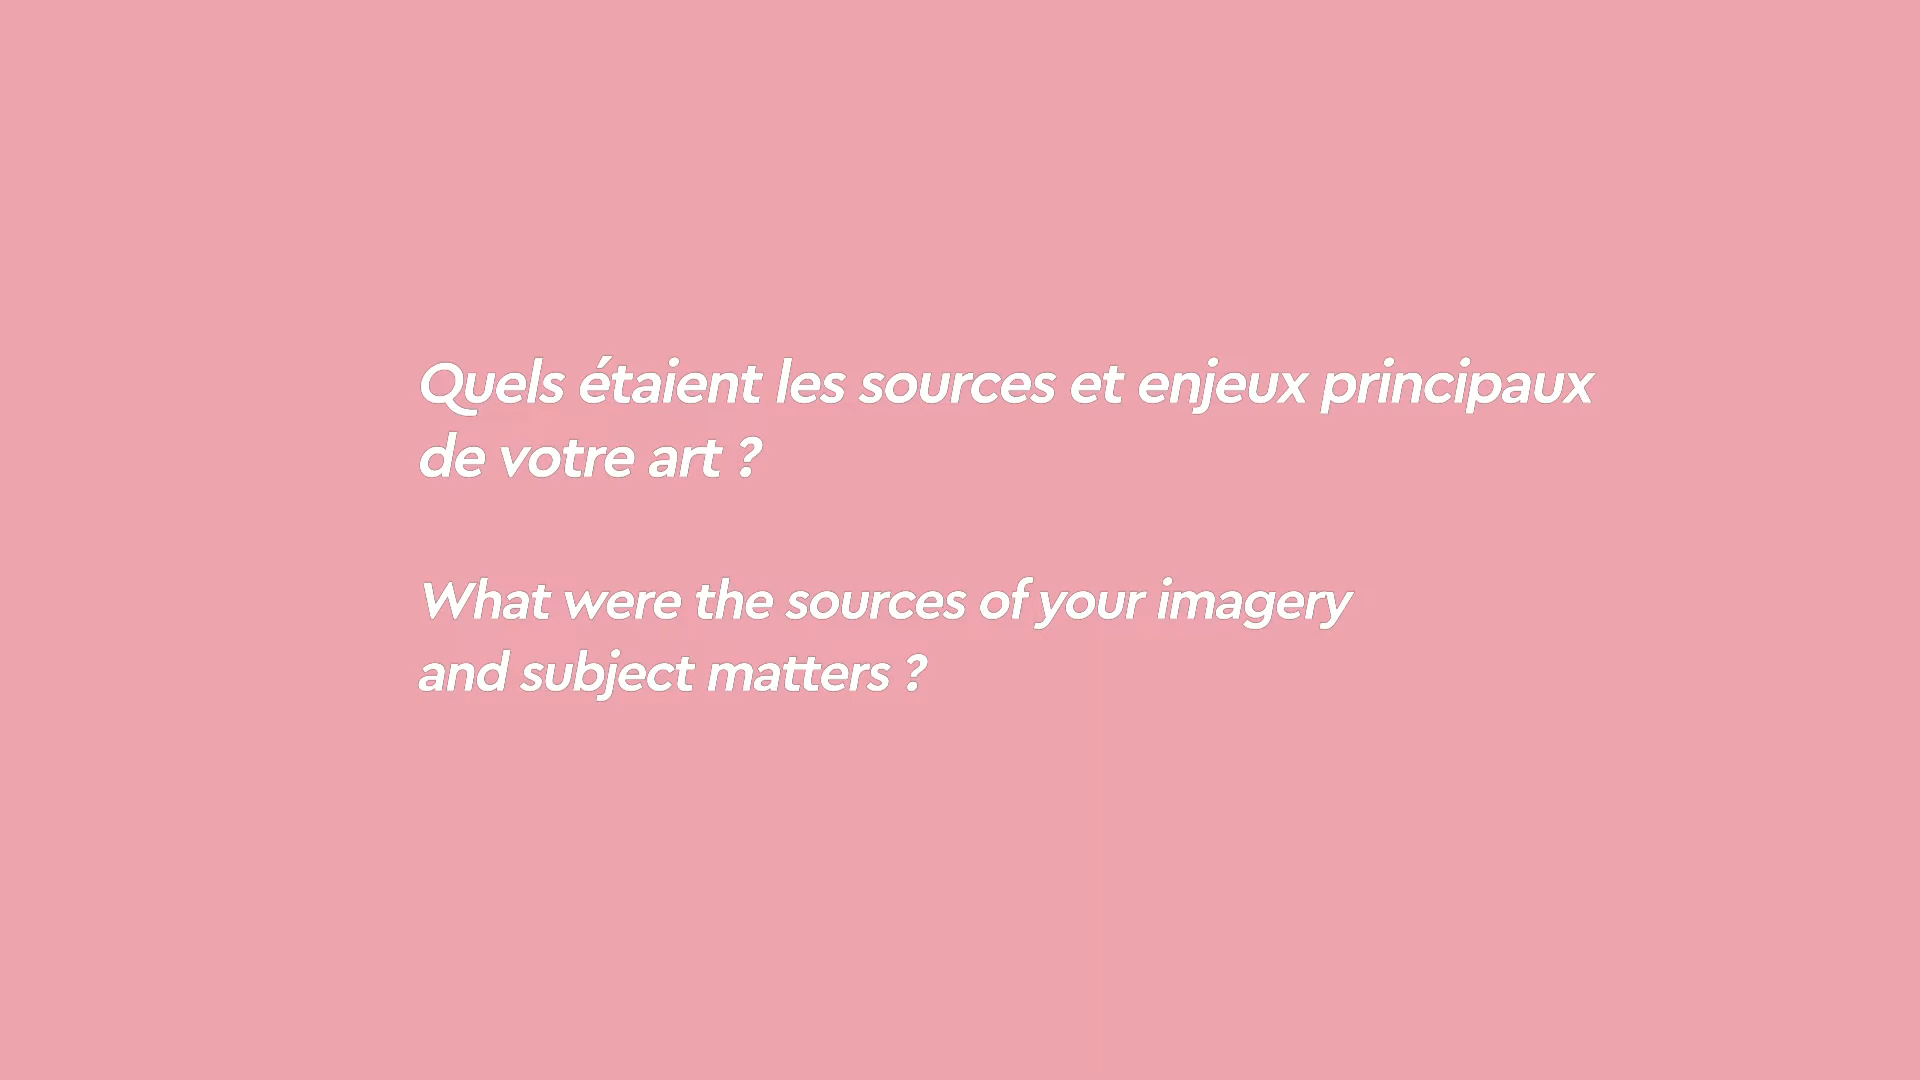 Quels étaient les sources et enjeux principaux
de votre art ?
What were the sources of your imagery
and subject matters ?